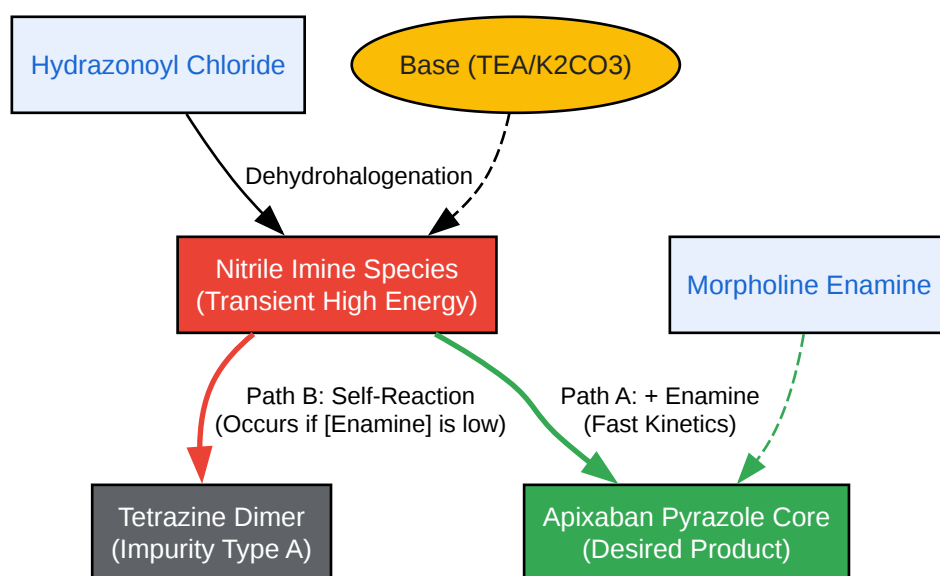 Hydrazonoyl Chloride
Base (TEA/K2CO3)
Dehydrohalogenation
Nitrile Imine Species
(Transient High Energy)
Morpholine Enamine
Path B: Self-Reaction
(Occurs if [Enamine] is low)
Path A: + Enamine
(Fast Kinetics)
Tetrazine Dimer
(Impurity Type A)
Apixaban Pyrazole Core
(Desired Product)